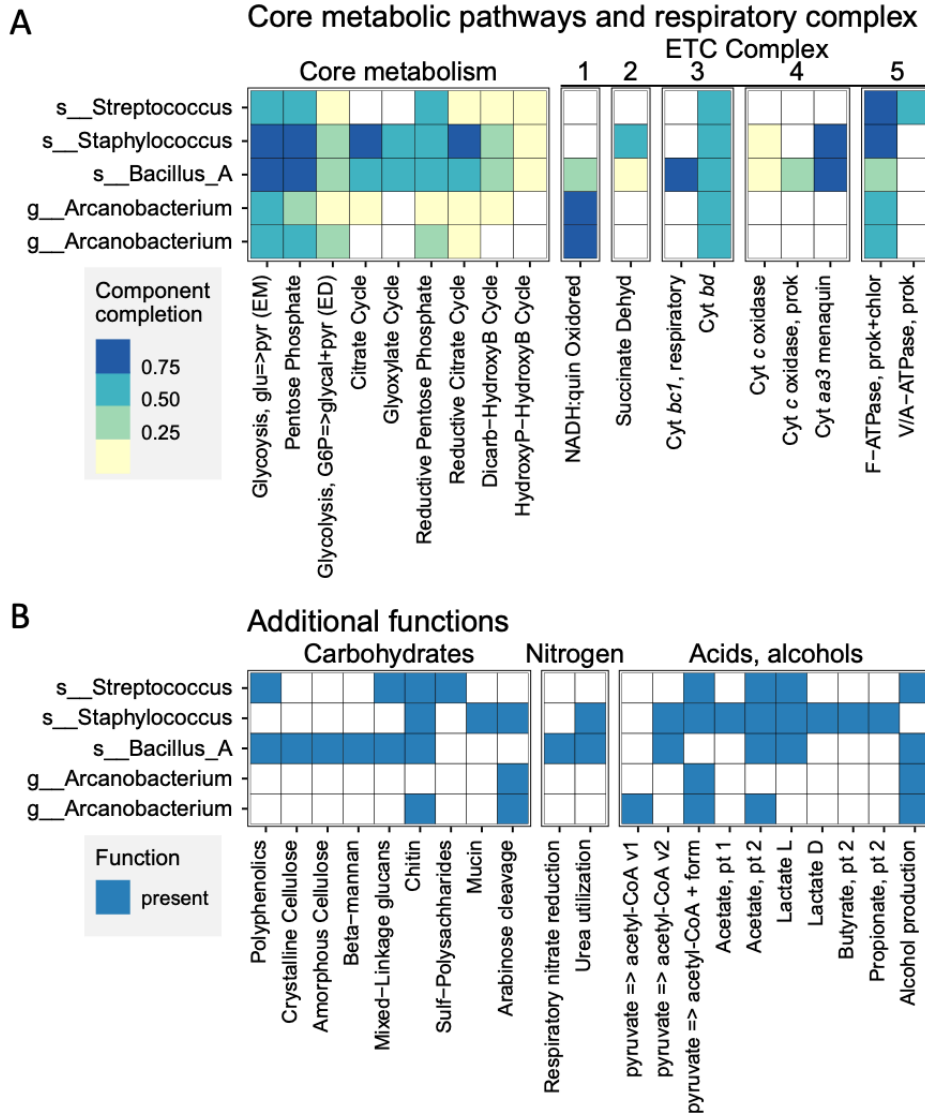 A
Core metabolic pathways and respiratory complex
ETC Complex
Core metabolism
1 2 3 4 5
s__Streptococcus
s__Staphylococcus
s__Bacillus_A
g__Arcanobacterium
g__Arcanobacterium
Component
completion
0.75
0.50
0.25
Glycoysis, glu=>pyr (EM)
Pentose Phosphate
Glycolysis, G6P=>glycal+pyr (ED)
Citrate Cycle
Glyoxylate Cycle
Reductive Pentose Phosphate
Reductive Citrate Cycle
Dicarb-HydroxyB Cycle
HydroxyP-HydroxyB Cycle
NADH:quin Oxidored
Succinate Dehyd
Cyt bc1, respiratory
Cyt bd
Cyt c oxidase
Cyt c oxidase, prok
Cyt aa3 menaquin
F-ATPase, prok+chlor
V/A-ATPase, prok
B
Additional functions
Carbohydrates
Nitrogen
Acids, alcohols
s__Streptococcus
s__Staphylococcus
s__Bacillus_A
g__Arcanobacterium
g__Arcanobacterium
Function
present
Polyphenolics
Crystalline Cellulose
Amorphous Cellulose
Beta-mannan
Mixed-Linkage glucans
Chitin
Sulf-Polysachharides
Mucin
Arabinose cleavage
Respiratory nitrate reduction
Urea utilization
pyruvate => acetyl-CoA v1
pyruvate => acetyl-CoA v2
pyruvate => acetyl-CoA + form
Acetate, pt 1
Acetate, pt 2
Lactate L
Lactate D
Butyrate, pt 2
Propionate, pt 2
Alcohol production